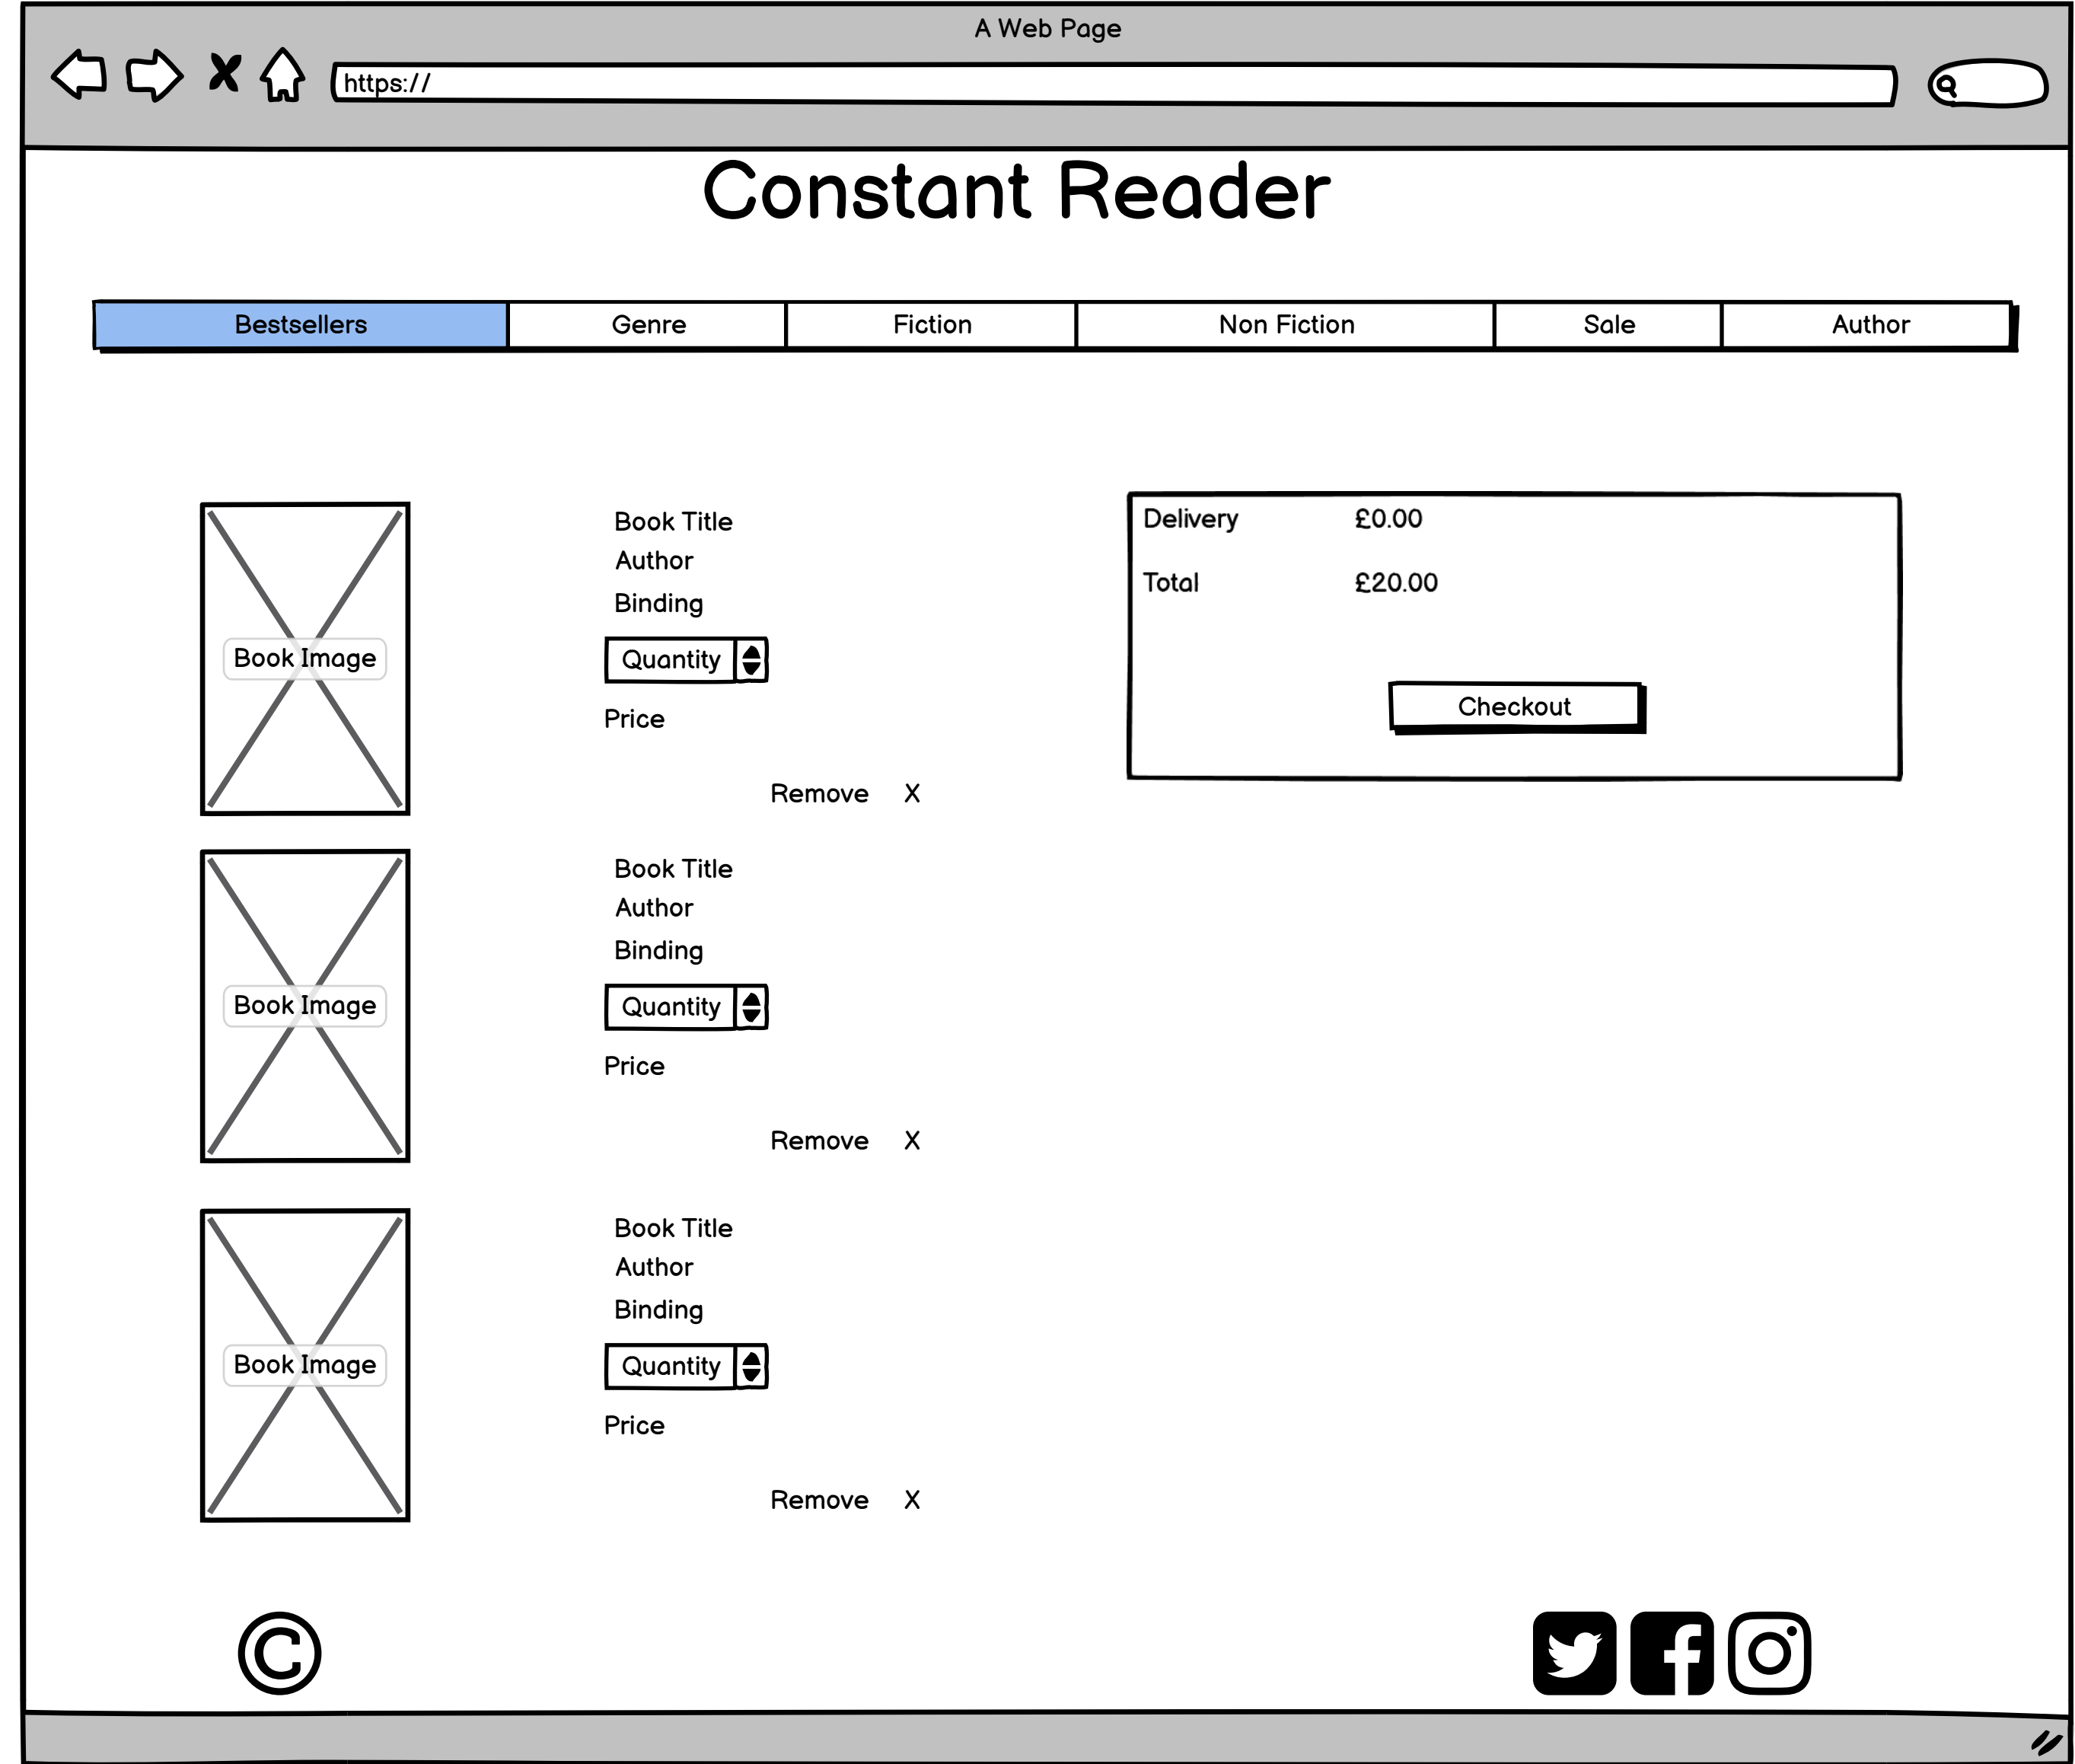 A Web Page
https://
Constant Reader
Bestsellers Genre Fiction Non Fiction Sale Author
Book Image
Book Title
Author
Binding
Quantity
Price
Remove X
Delivery £0.00
Total £20.00
Checkout
Book Image
Book Title
Author
Binding
Quantity
Price
Remove X
Book Image
Book Title
Author
Binding
Quantity
Price
Remove X
©